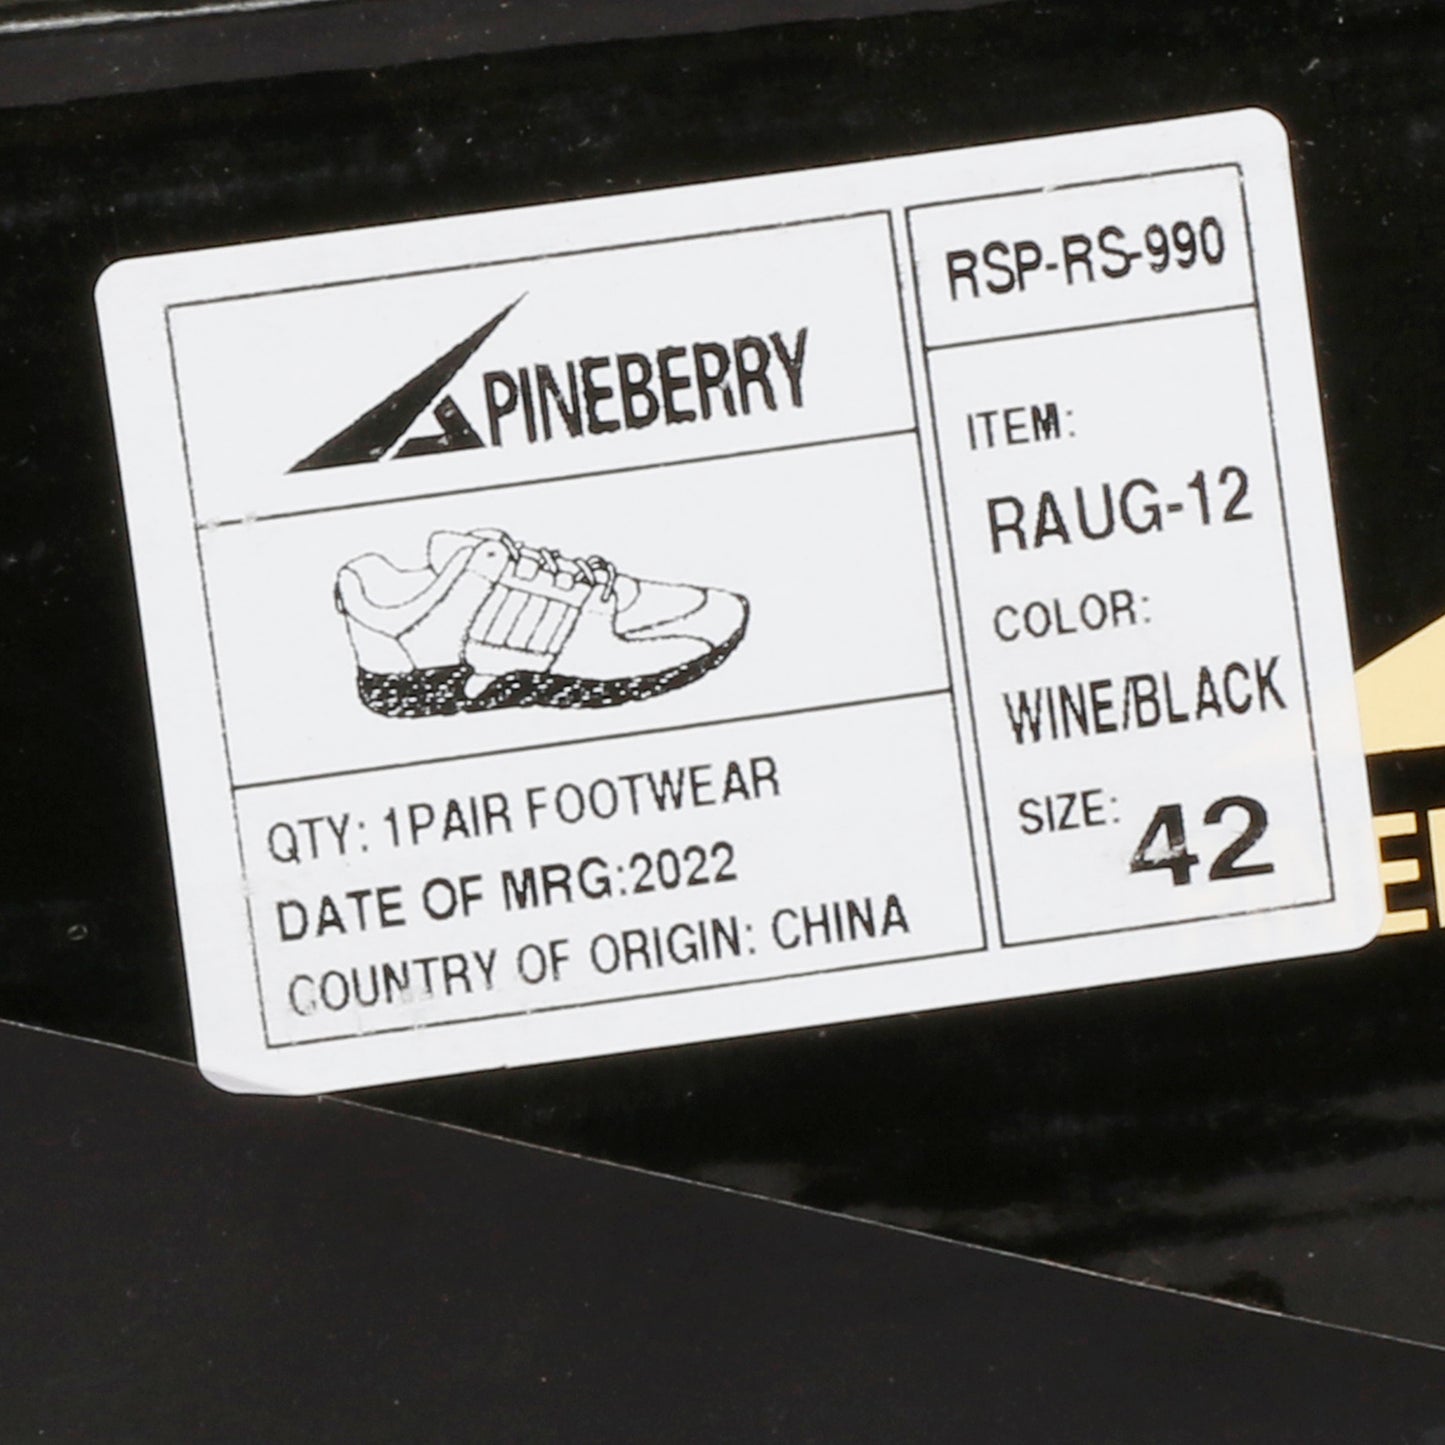 PINEBERRY
QTY: 1PAIR FOOTWEAR
DATE OF MRG:2022
COUNTRY OF ORIGIN: CHINA
RSP-RS-990
ITEM:
RAUG-12
COLOR:
WINE/BLACK
SIZE: 42